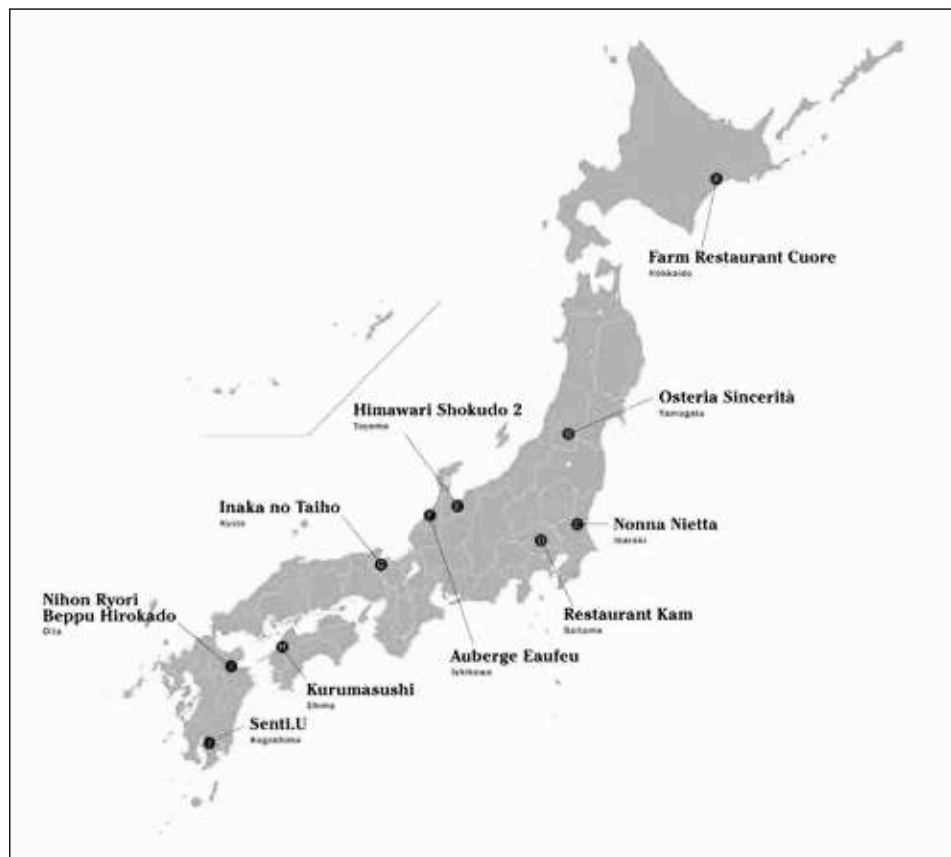 A
Farm Restaurant Cuore
Hokkaido
Osteria Sincerità
Yamagata
B
Himawari Shokudo 2
Toyama
E
F
Inaka no Taiho
Kyoto
G
C
Nonna Nietta
Ibaraki
D
Restaurant Kam
Saitama
Auberge Eaufeu
Ishikawa
Nihon Ryori
Beppu Hirokado
Oita
I
H
Kurumasushi
Ehime
Senti.U
Kagoshima
J